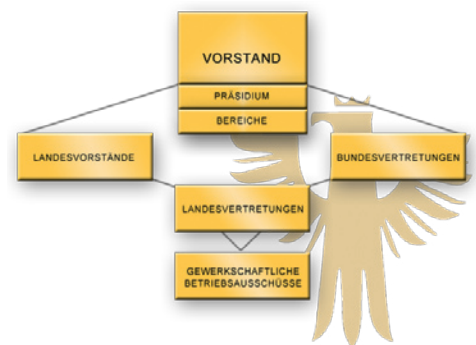 VORSTAND
PRÄSIDIUM
BEREICHE
LANDESVORSTÄNDE
BUNDESVERTRETUNGEN
LANDESVERTRETUNGEN
GEWERKSCHAFTLICHE
BETRIEBSAUSSCHÜSSE